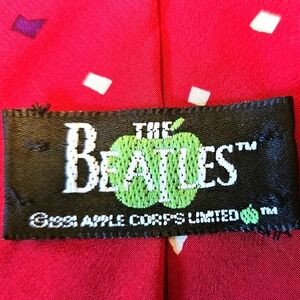 THE
BEATLES™
©1991 APPLE CORPS LIMITED ™